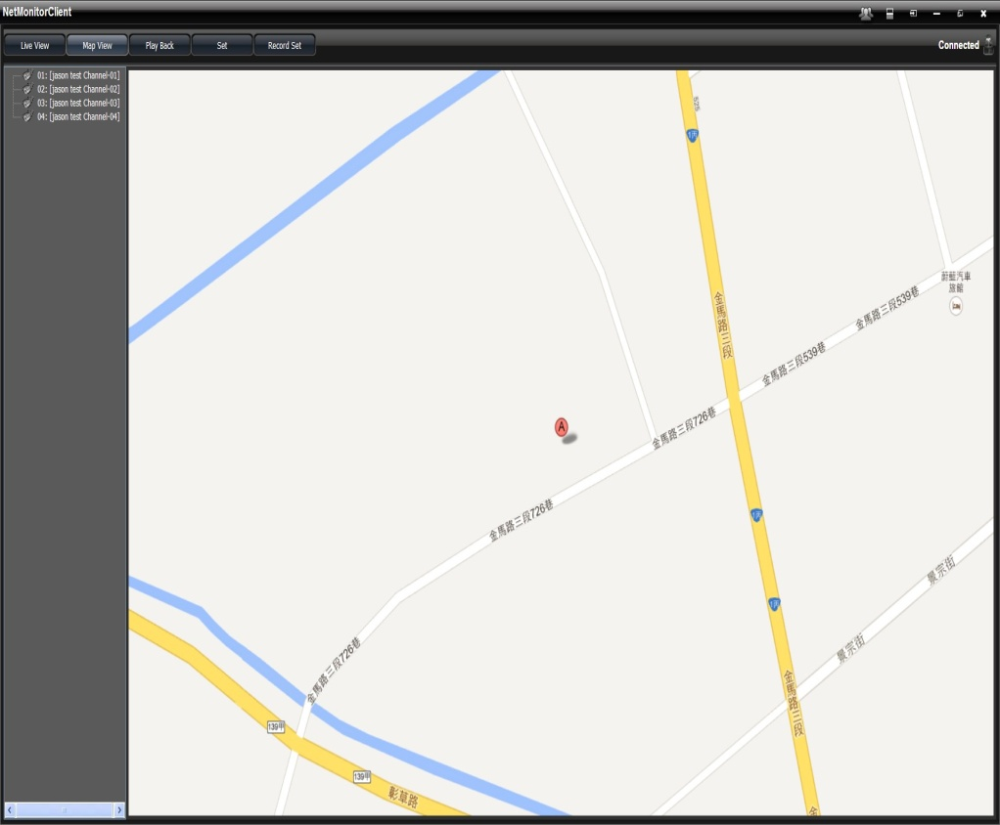 NetMonitorClient
Live View
Map View
Play Back
Set
Record Set
Connected
01: [jason test Channel-01]
02: [jason test Channel-02]
03: [jason test Channel-03]
04: [jason test Channel-04]
蔚藍汽車
旅館
金馬路三段
金馬路三段539巷
金馬路三段539巷
金馬路三段726巷
A
金馬路三段726巷
景宗街
景宗街
金馬路三段726巷
金馬路三段
139甲
139甲
彰草路
金